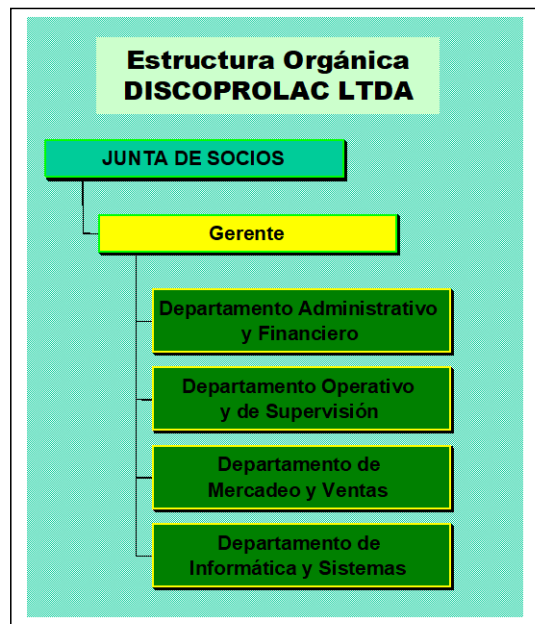 Estructura Orgánica
DISCOPROLAC LTDA
JUNTA DE SOCIOS
Gerente
Departamento Administrativo
y Financiero
Departamento Operativo
y de Supervisión
Departamento de
Mercadeo y Ventas
Departamento de
Informática y Sistemas